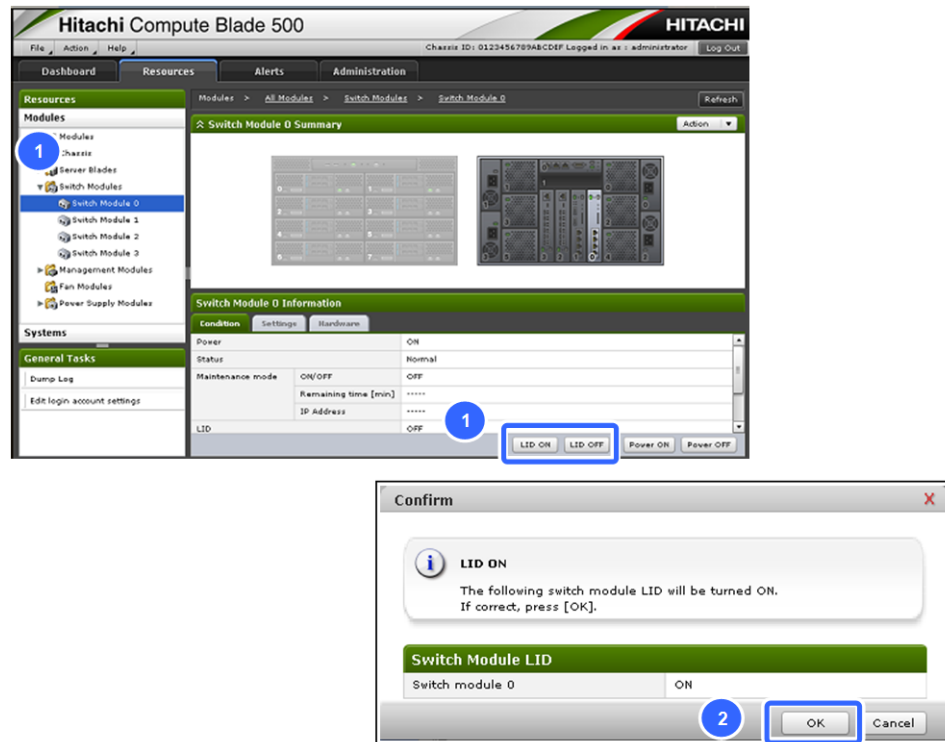 Hitachi Compute Blade 500
HITACHI
File Action Help
Chassis ID: 0123456789ABCDEF Logged in as : administrator Log Out
Dashboard Resources Alerts Administration
Resources
Modules > All Modules > Switch Modules > Switch Module 0
Refresh
Modules
Switch Module 0 Summary
Action
Modules
1
Chassis
Server Blades
Switch Modules
Switch Module 0
Switch Module 1
Switch Module 2
Switch Module 3
Management Modules
Fan Modules
Power Supply Modules
Systems
General Tasks
Dump Log
Edit login account settings
Switch Module 0 Information
Condition Settings Hardware
Power ON
Status Normal
Maintenance mode ON/OFF OFF
Remaining time [min] -----
IP Address -----
LID OFF
1
LID ON LID OFF Power ON Power OFF
Confirm X
i
LID ON
The following switch module LID will be turned ON.
If correct, press [OK].
Switch Module LID
Switch module 0 ON
2
OK Cancel